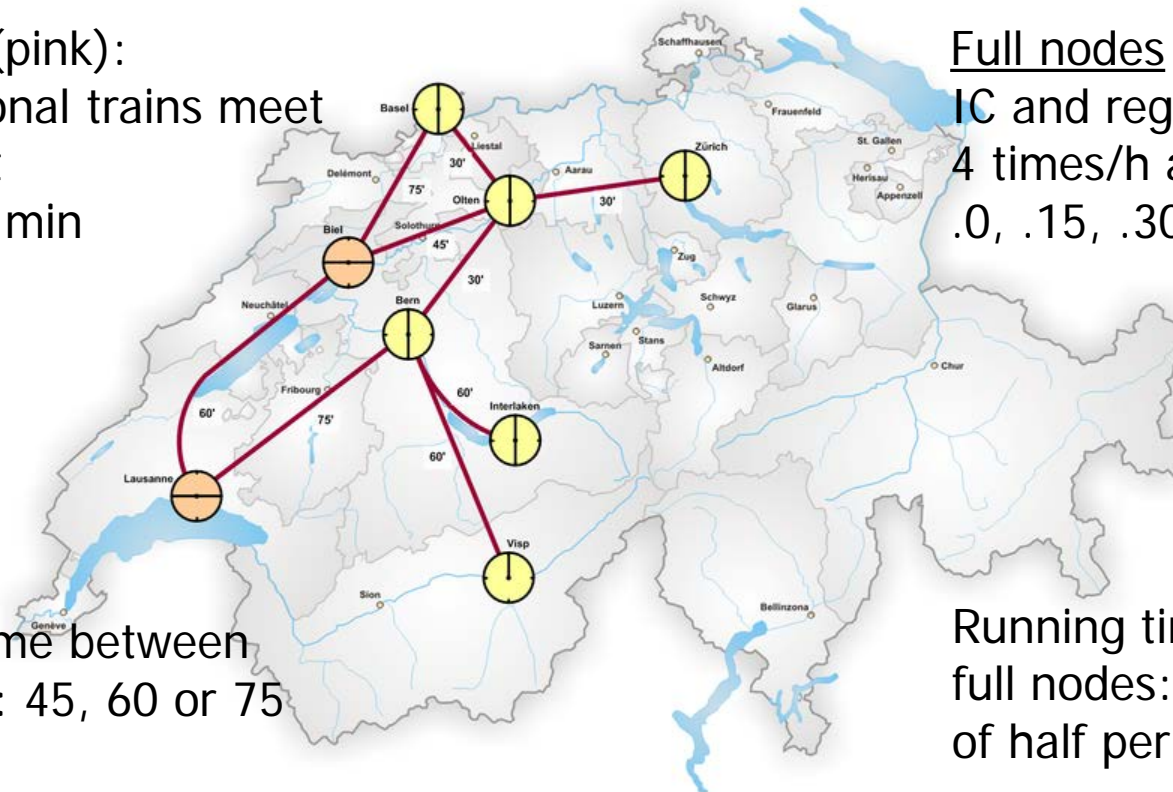 (pink):
onal trains meet
min
Full nodes
IC and reg
4 times/h a
.0, .15, .30
me between
: 45, 60 or 75
Running tir
full nodes:
of half per
Schaffhausen
Basel
Liestal
Frauenfeld
Zürich
St. Gallen
Herisau
Appenzell
Delémont
Aarau
30'
75'
Olten
30'
Solothurn
Biel
45'
30'
Zug
Neuchâtel
Bern
Luzern
Schwyz
Glarus
Stans
Sarnen
Altdorf
Chur
Fribourg
60'
60'
75'
Interlaken
60'
Lausanne
Visp
Sion
Bellinzona
Genève